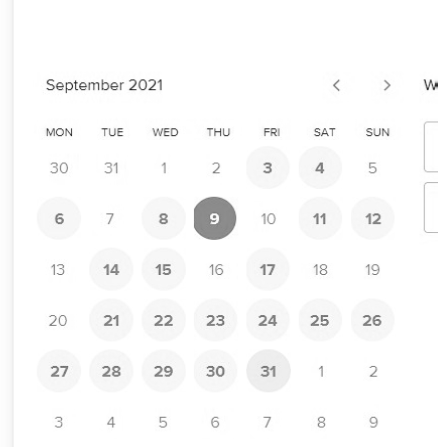 September 2021
W
MON TUE WED THU FRI SAT SUN
30 31 1 2 3 4 5
6 7 8 9 10 11 12
13 14 15 16 17 18 19
20 21 22 23 24 25 26
27 28 29 30 31 1 2
3 4 5 6 7 8 9